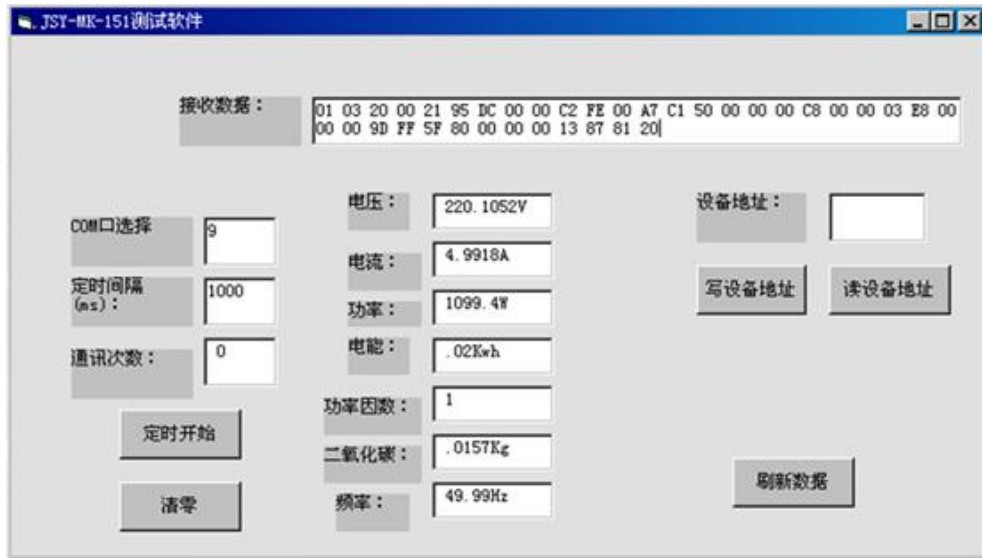 JSY-MK-151测试软件
接收数据：
01 03 20 00 21 95 DC 00 00 C2 FE 00 A7 C1 50 00 00 00 C8 00 00 03 E8 00
00 00 9D FF 5F 80 00 00 00 13 87 81 20
COM口选择
9
定时间隔
(ms)：
1000
通讯次数：
0
定时开始
清零
电压：
220.1052V
电流：
4.9918A
功率：
1099.4W
电能：
.02Kwh
功率因数：
1
二氧化碳：
.0157Kg
频率：
49.99Hz
设备地址：
写设备地址
读设备地址
刷新数据